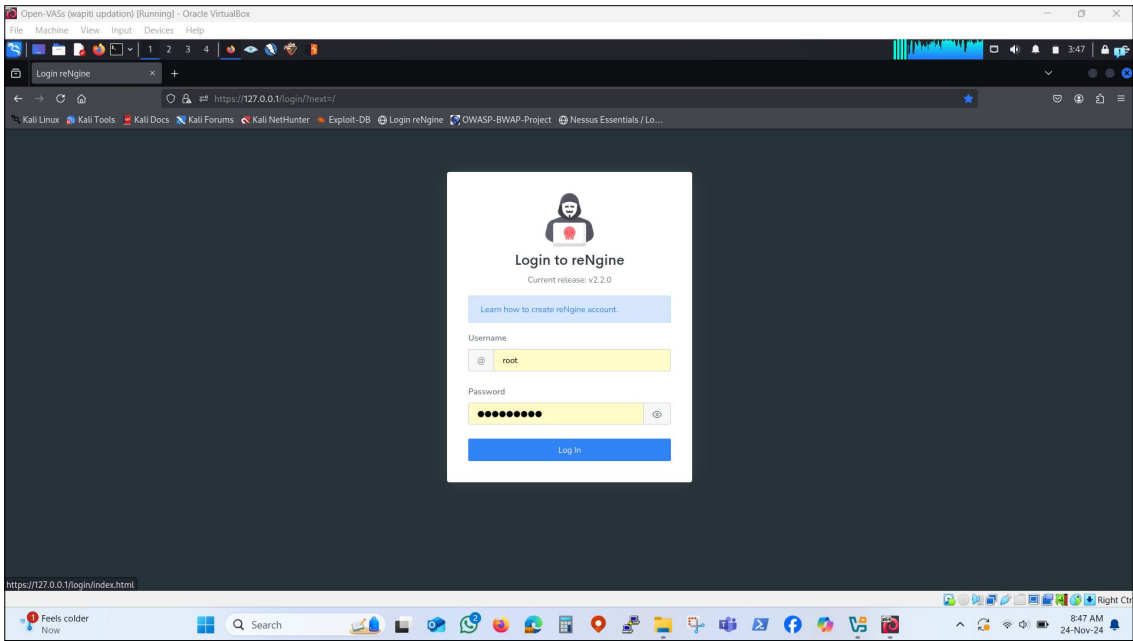 Open-VASs (wapiti updation) [Running] - Oracle VirtualBox
File Machine View Input Devices Help
1 2 3 4
3:47
Login reNgine
https://127.0.0.1/login/?next=/
Kali Linux Kali Tools Kali Docs Kali Forums Kali NetHunter Exploit-DB Login reNgine OWASP-BWAP-Project Nessus Essentials / Lo...
Login to reNgine
Current release: v2.2.0
Learn how to create reNgine account.
Username
@ root
Password
Log In
https://127.0.0.1/login/index.html
Right Ctr
1
Feels colder
Now
Search
8:47 AM
24-Nov-24